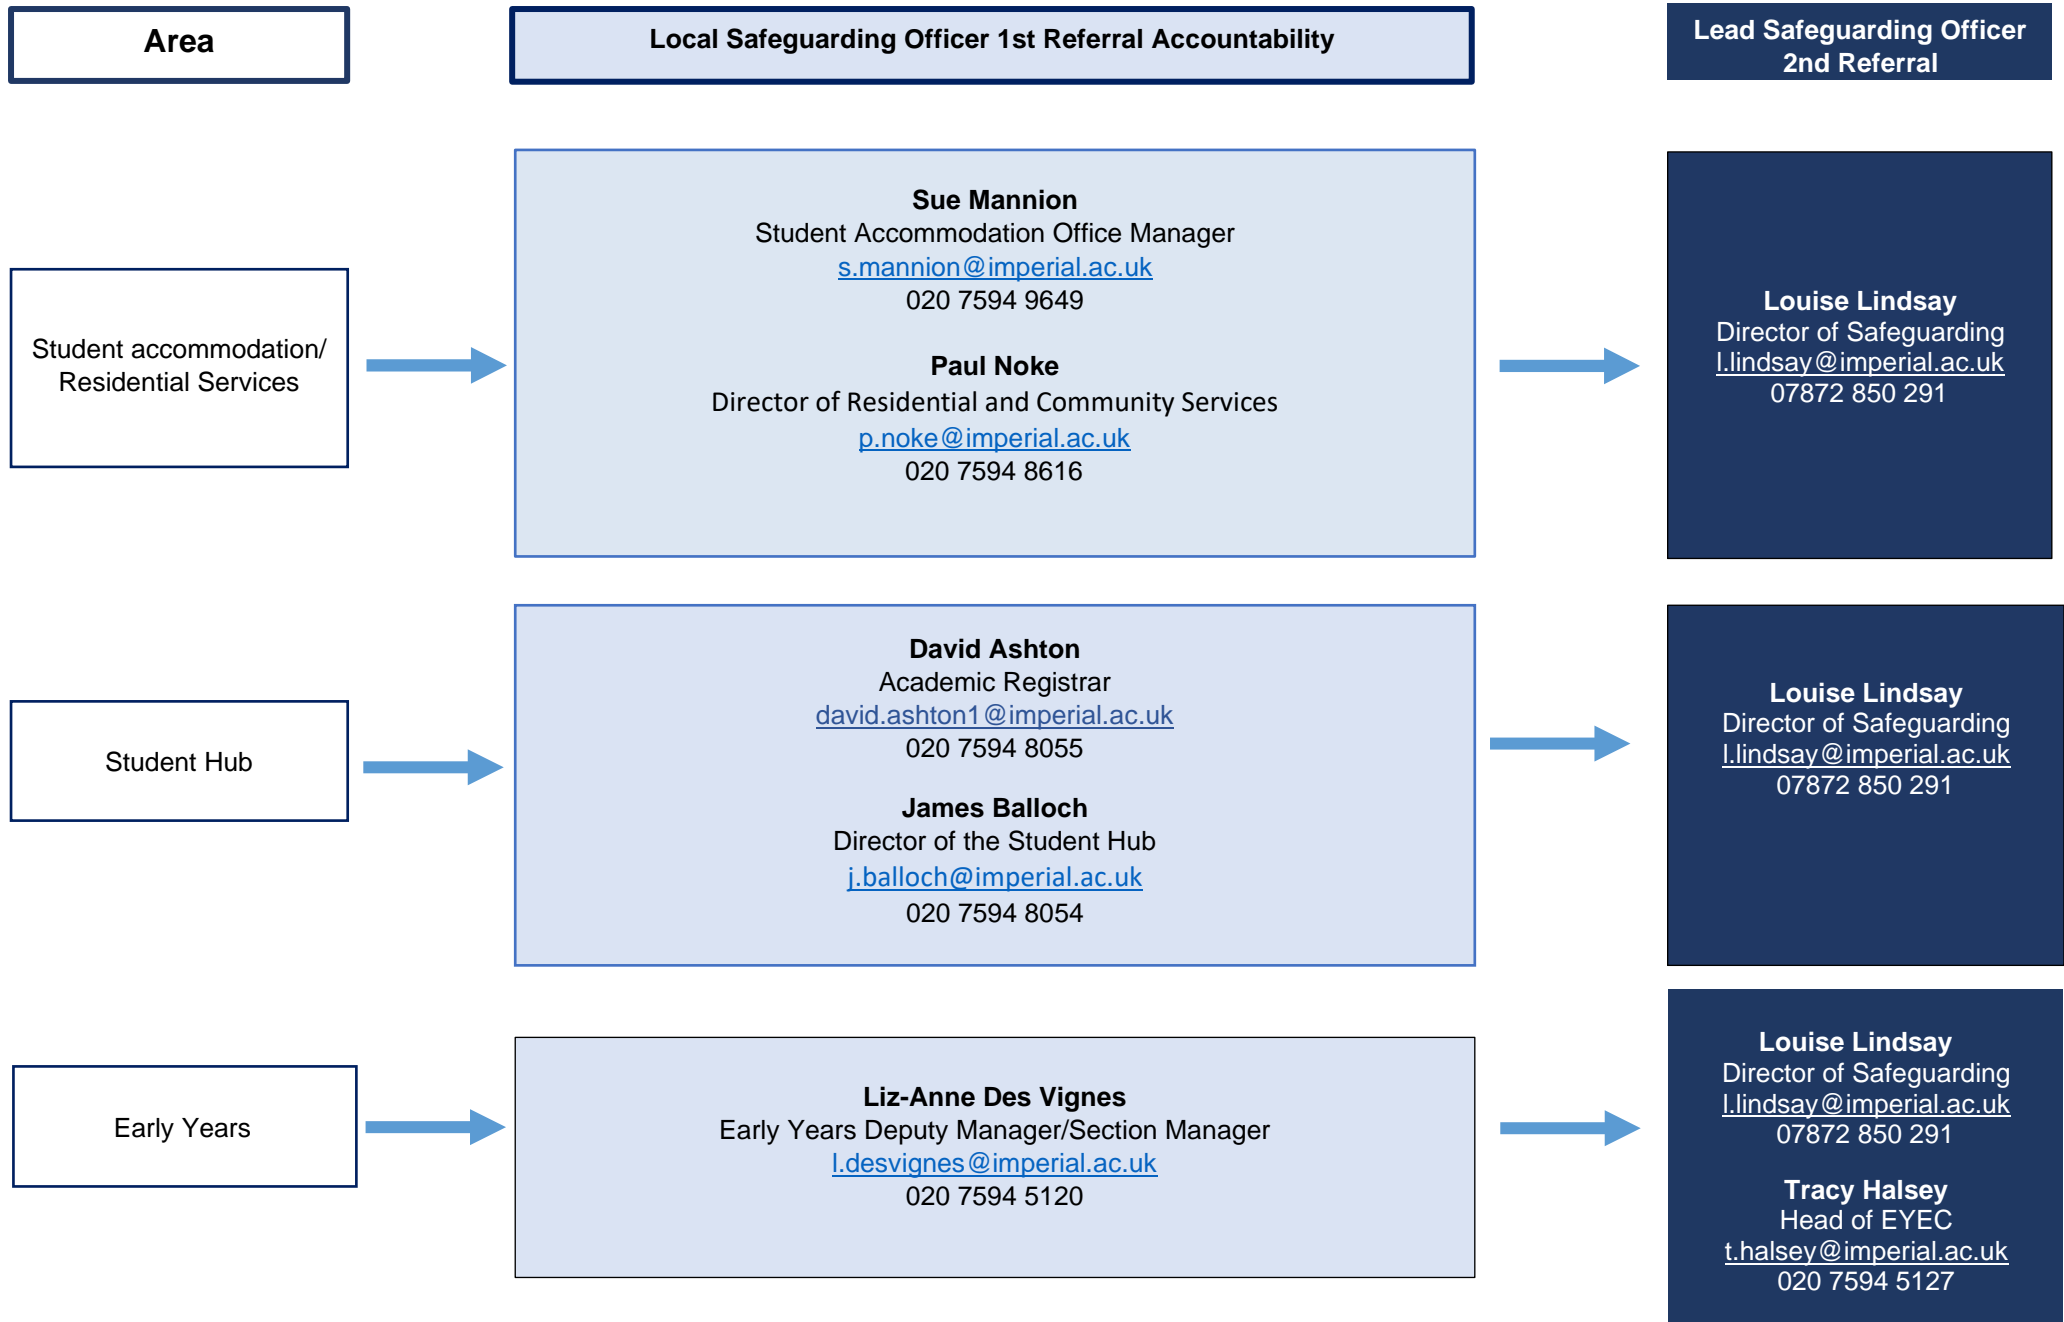 Area
Local Safeguarding Officer 1st Referral Accountability
Lead Safeguarding Officer
2nd Referral
Student accommodation/
Residential Services
Sue Mannion
Student Accommodation Office Manager
s.mannion@imperial.ac.uk
020 7594 9649
Paul Noke
Director of Residential and Community Services
p.noke@imperial.ac.uk
020 7594 8616
Louise Lindsay
Director of Safeguarding
l.lindsay@imperial.ac.uk
07872 850 291
Student Hub
David Ashton
Academic Registrar
david.ashton1@imperial.ac.uk
020 7594 8055
James Balloch
Director of the Student Hub
j.balloch@imperial.ac.uk
020 7594 8054
Louise Lindsay
Director of Safeguarding
l.lindsay@imperial.ac.uk
07872 850 291
Early Years
Liz-Anne Des Vignes
Early Years Deputy Manager/Section Manager
l.desvignes@imperial.ac.uk
020 7594 5120
Louise Lindsay
Director of Safeguarding
l.lindsay@imperial.ac.uk
07872 850 291
Tracy Halsey
Head of EYEC
t.halsey@imperial.ac.uk
020 7594 5127